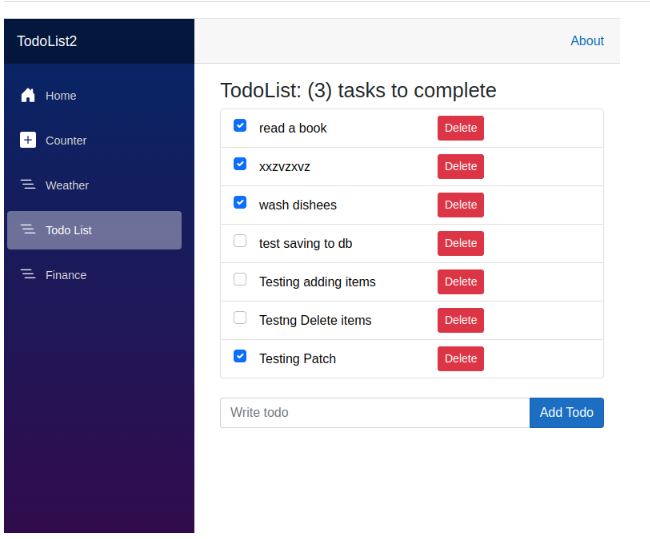 TodoList2
About
Home
Counter
Weather
Todo List
Finance
TodoList: (3) tasks to complete
read a book Delete
xxzvzxvz Delete
wash dishees Delete
test saving to db Delete
Testing adding items Delete
Testng Delete items Delete
Testing Patch Delete
Write todo Add Todo